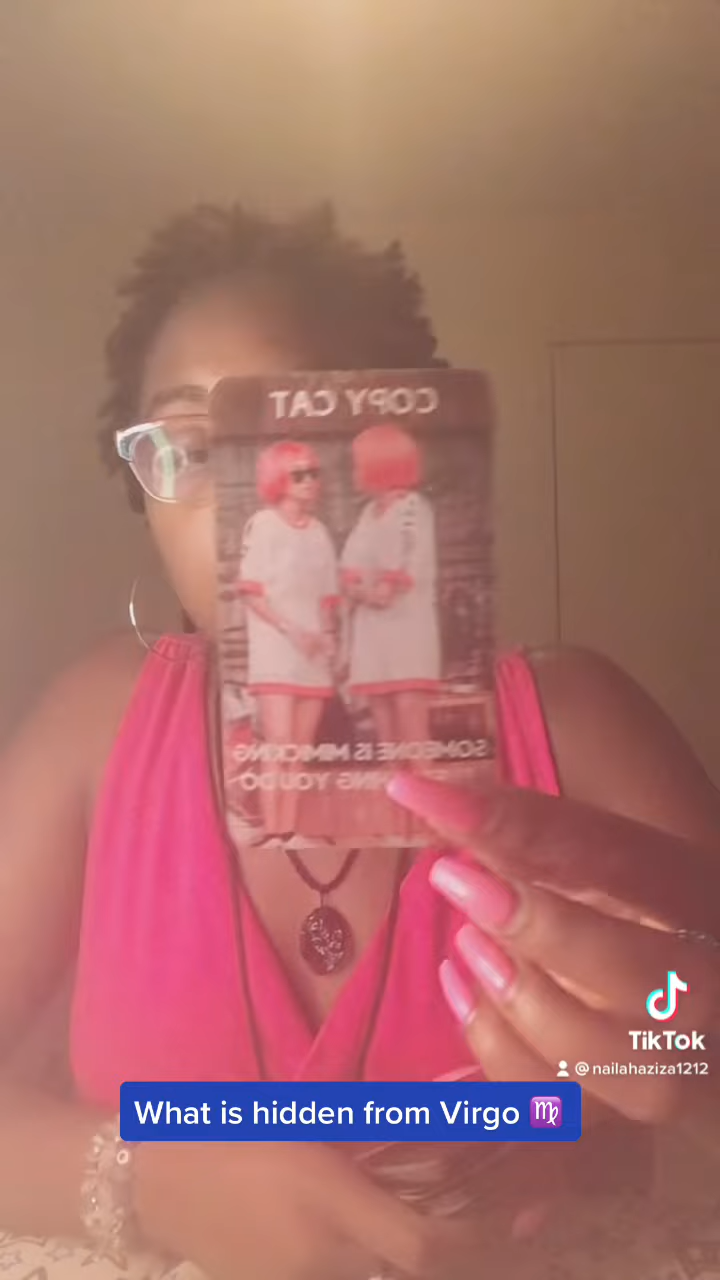 COPY CAT
SOMEONE IS MIMICKING
YOU DO
TikTok
@nailahaziza1212
What is hidden from Virgo ♍